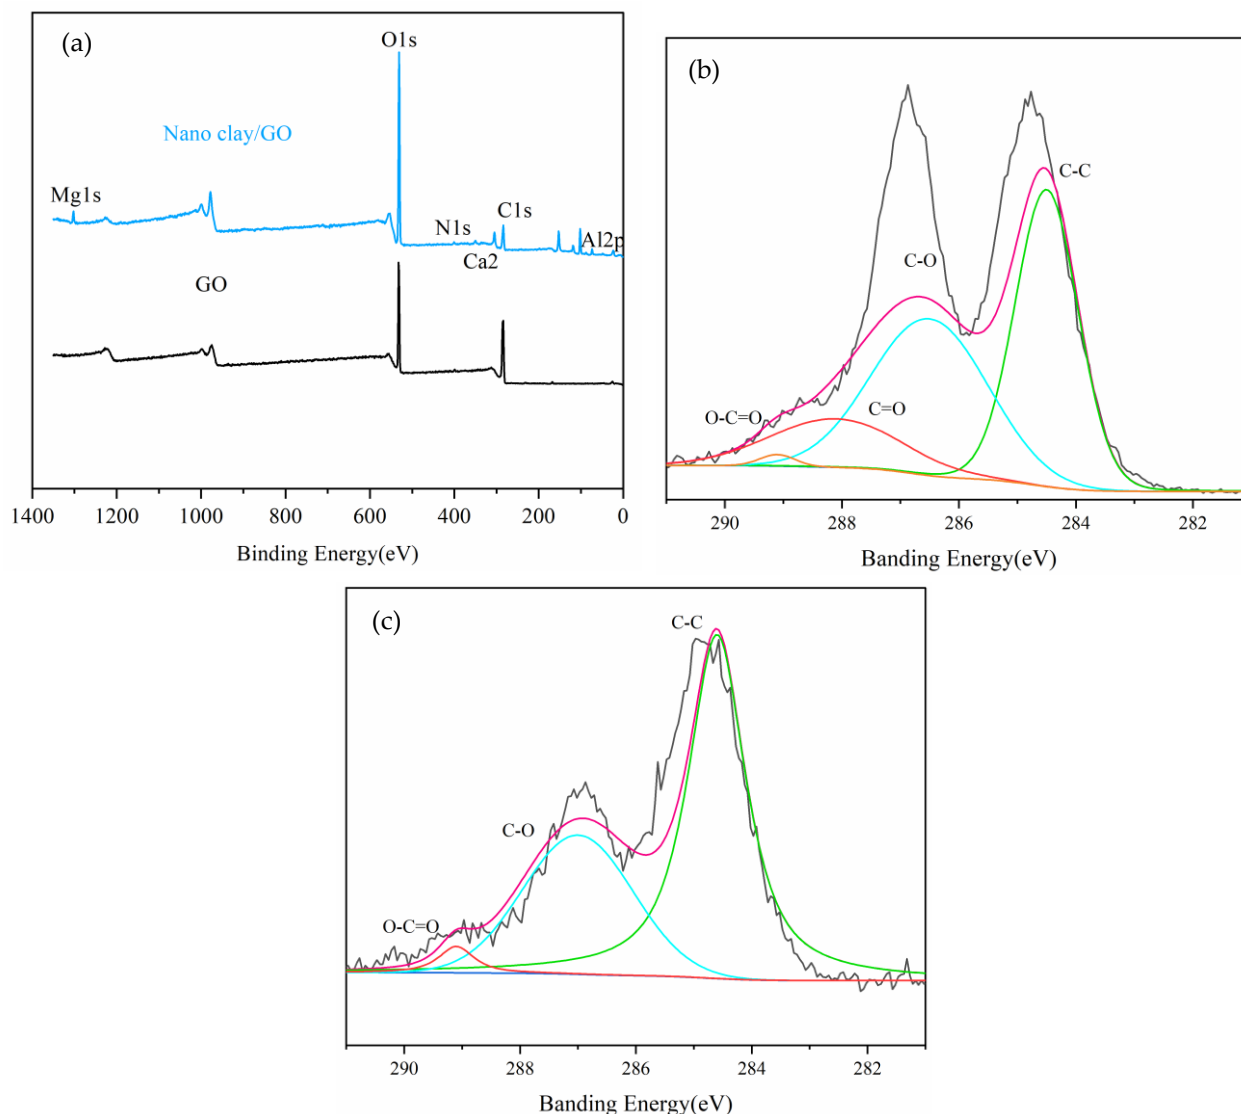 (a)
O1s
Nano clay/GO
Mg1s
N1s
C1s
Al2p
Ca2
GO
1400 1200 1000 800 600 400 200 0
Binding Energy(eV)
(b)
C-C
C-O
O-C=O
C=O
290 288 286 284 282
Banding Energy(eV)
(c)
C-C
C-O
O-C=O
290 288 286 284 282
Banding Energy(eV)